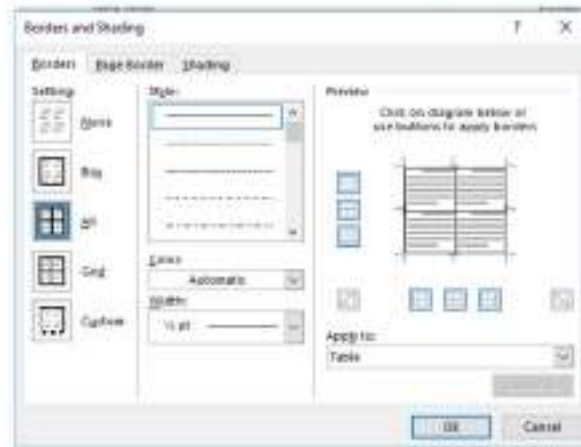 Borders and Shading ? X
Borders Page Border Shading
Setting:
None
Box
All
Grid
Custom
Style:
Color:
Automatic
Width:
½ pt
Preview
Click on diagram below or
use buttons to apply borders
Apply to:
Table
OK Cancel